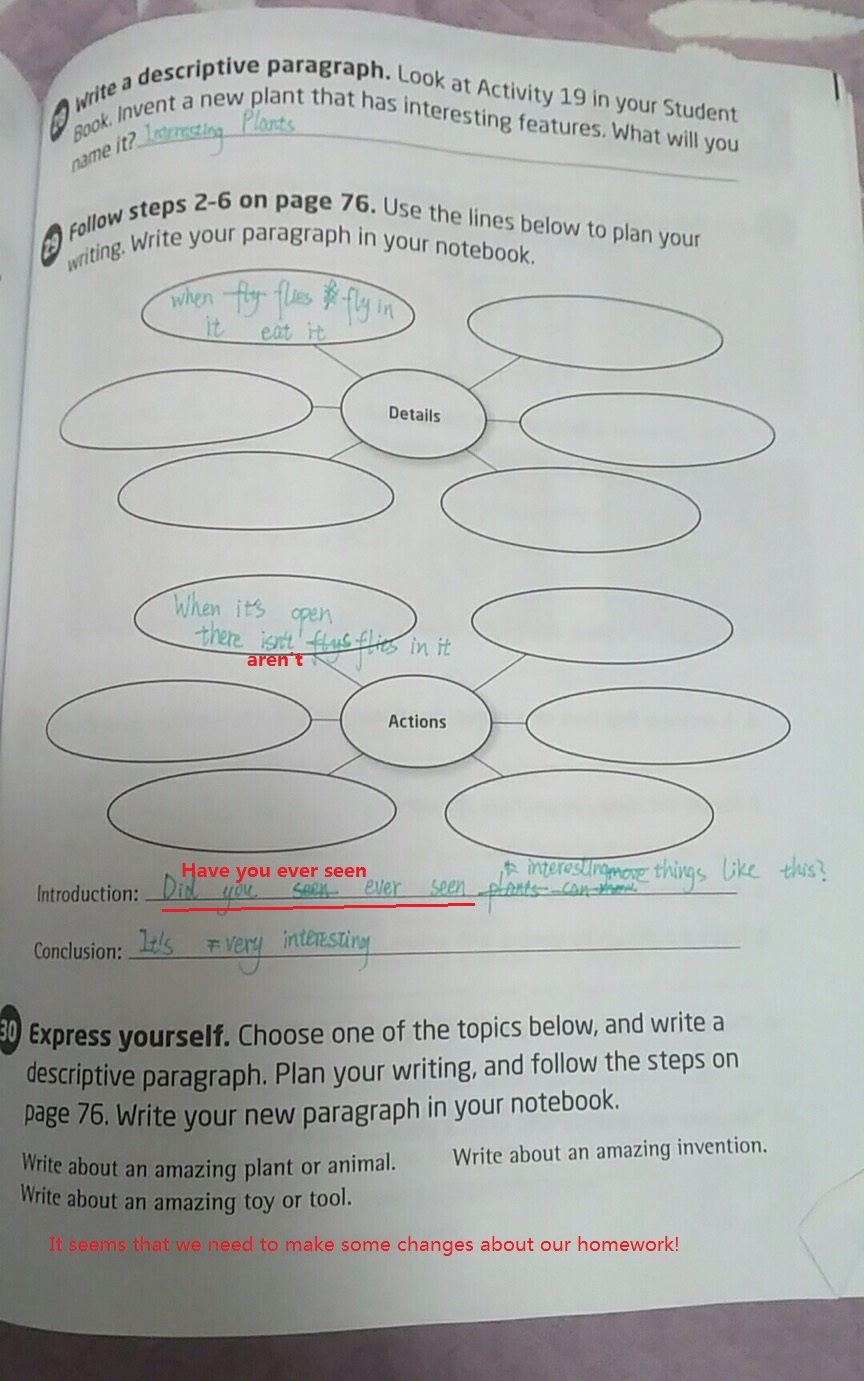 Write a descriptive paragraph. Look at Activity 19 in your Student
Book. Invent a new plant that has interesting features. What will you
name it? Interesting Plants
29 Follow steps 2-6 on page 76. Use the lines below to plan your
writing. Write your paragraph in your notebook.
when fly flies fly in
it eat it
Details
When it's open
there isn't flys flies in it
aren't
Actions
Have you ever seen
interesting move things like this?
Introduction: Did you seen ever seen plants can
Conclusion: It's very interesting
30 Express yourself. Choose one of the topics below, and write a
descriptive paragraph. Plan your writing, and follow the steps on
page 76. Write your new paragraph in your notebook.
Write about an amazing plant or animal. Write about an amazing invention.
Write about an amazing toy or tool.
It seems that we need to make some changes about our homework!